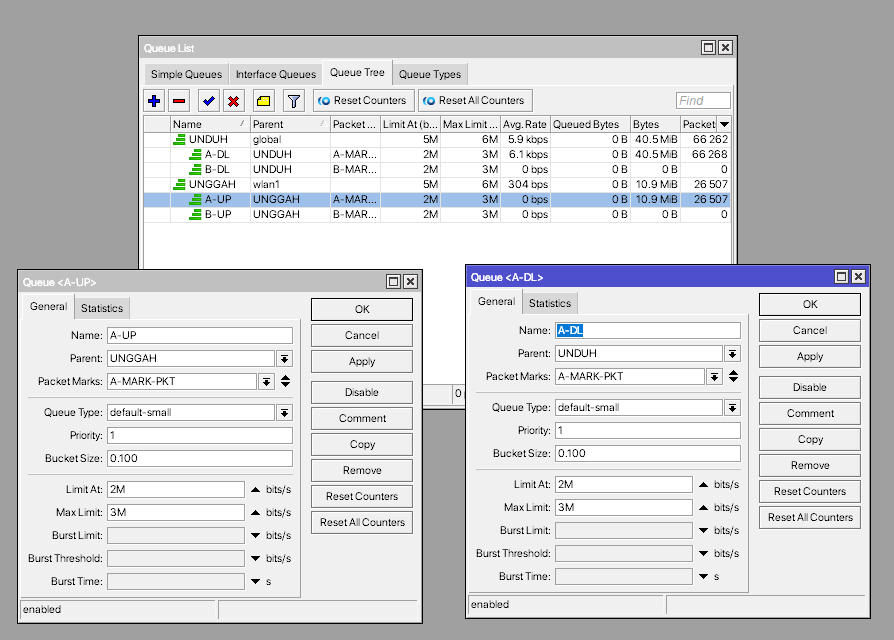 Queue List
Simple Queues Interface Queues Queue Tree Queue Types
Reset Counters Reset All Counters Find
Name Parent Packet ... Limit At (b... Max Limit ... Avg. Rate Queued Bytes Bytes Packet
UNDUH global 5M 6M 5.9 kbps 0 B 40.5 MiB 66 262
A-DL UNDUH A-MAR... 2M 3M 6.1 kbps 0 B 40.5 MiB 66 268
B-DL UNDUH B-MAR... 2M 3M 0 bps 0 B 0 B 0
UNGGAH wlan1 5M 6M 304 bps 0 B 10.9 MiB 26 507
A-UP UNGGAH A-MAR... 2M 3M 0 bps 0 B 10.9 MiB 26 507
B-UP UNGGAH B-MAR... 2M 3M 0 bps 0 B 0 B 0
Queue <A-UP>
General Statistics
Name: A-UP
Parent: UNGGAH
Packet Marks: A-MARK-PKT
Queue Type: default-small
Priority: 1
Bucket Size: 0.100
Limit At: 2M bits/s
Max Limit: 3M bits/s
Burst Limit: bits/s
Burst Threshold: bits/s
Burst Time: s
OK
Cancel
Apply
Disable
Comment
Copy
Remove
Reset Counters
Reset All Counters
enabled
0
Queue <A-DL>
General Statistics
Name: A-DL
Parent: UNDUH
Packet Marks: A-MARK-PKT
Queue Type: default-small
Priority: 1
Bucket Size: 0.100
Limit At: 2M bits/s
Max Limit: 3M bits/s
Burst Limit: bits/s
Burst Threshold: bits/s
Burst Time: s
OK
Cancel
Apply
Disable
Comment
Copy
Remove
Reset Counters
Reset All Counters
enabled